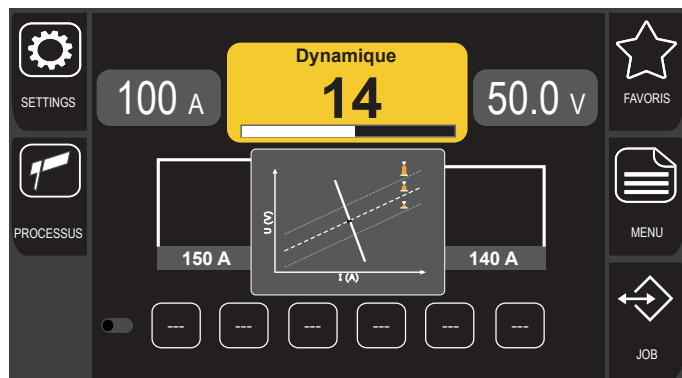 SETTINGS
PROCESSUS
100 A
Dynamique
14
50.0 V
U (V)
I (A)
150 A
140 A
---
---
---
---
---
---
FAVORIS
MENU
JOB